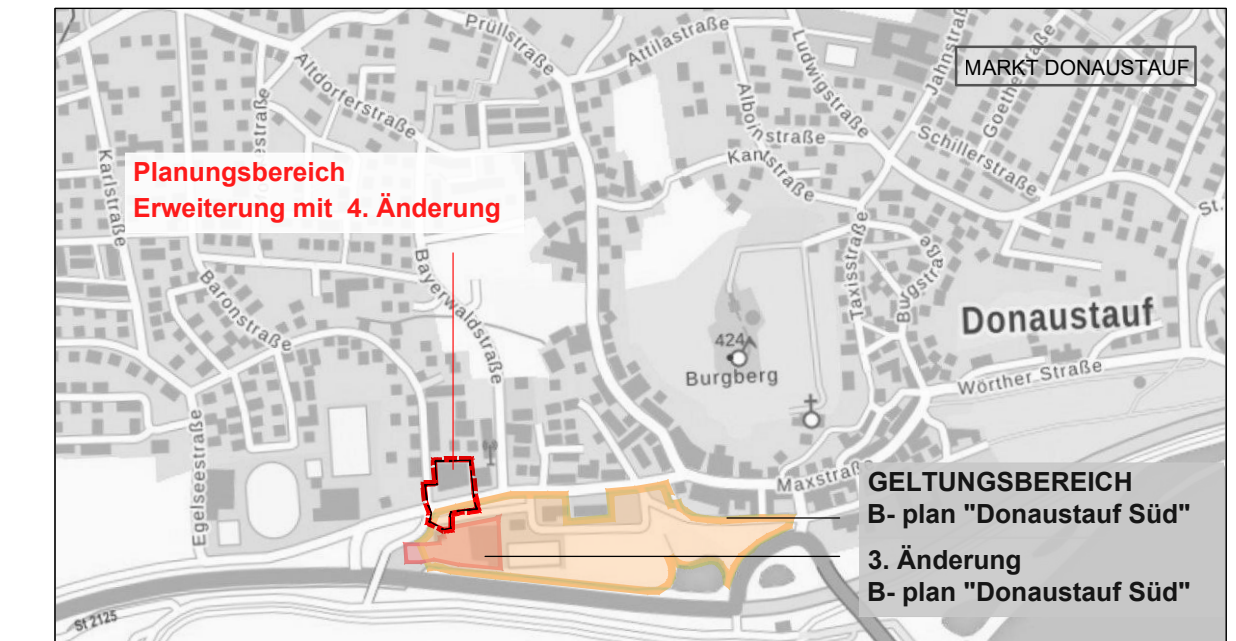 Prüllstraße
Attilastraße
Ludwigstraße
Jahnstraße
Goethestraße
MARKT DONAUSTAUF
Altdorferstraße
Alboinstraße
Schillerstraße
Karlstraße
Kantstraße
St.
Planungsbereich
Erweiterung mit 4. Änderung
Bayerwaldstraße
Baronstraße
Taxisstraße
Burgstraße
Donaustauf
424
Burgberg
Wörther Straße
Egelseestraße
Maxstraße
GELTUNGSBEREICH
B- plan "Donaustauf Süd"
3. Änderung
B- plan "Donaustauf Süd"
St 2125